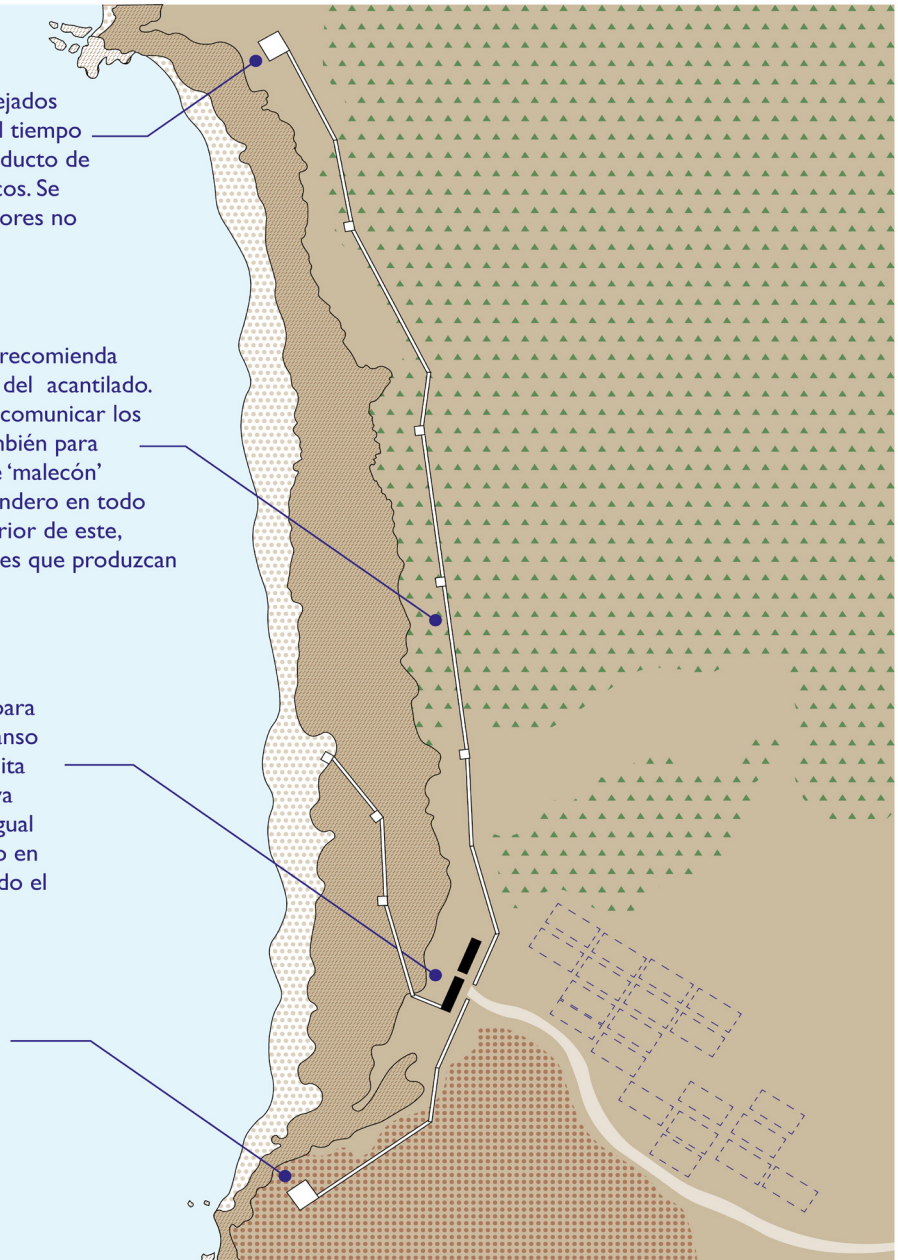 ejados
l tiempo
ducto de
cos. Se
ores no
recomienda
del acantilado.
comunicar los
mbién para
e ‘malecón’
ndero en todo
rior de este,
es que produzcan
para
anso
ita
va
gual
o en
do el